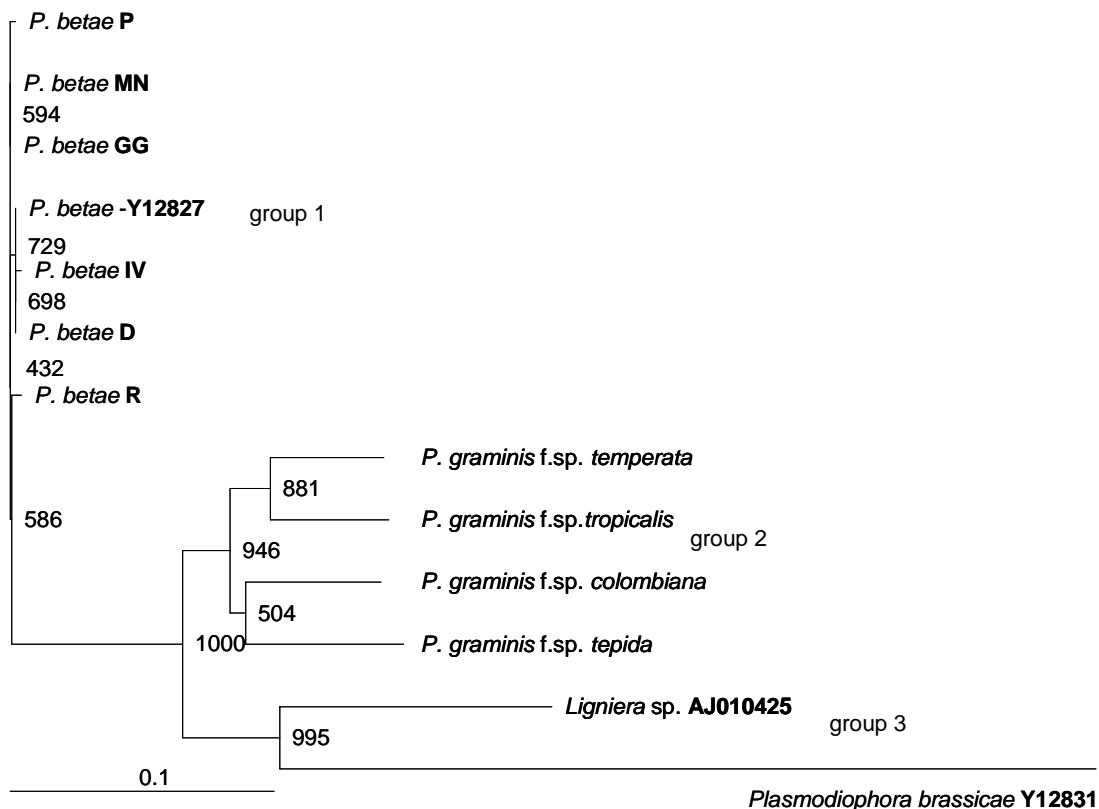 P. betae P
P. betae MN
594
P. betae GG
P. betae -Y12827
group 1
729
P. betae IV
698
P. betae D
432
P. betae R
P. graminis f.sp. temperata
881
P. graminis f.sp.tropicalis
586
group 2
946
P. graminis f.sp. colombiana
504
P. graminis f.sp. tepida
1000
Ligniera sp. AJ010425
group 3
995
0.1
Plasmodiophora brassicae Y12831